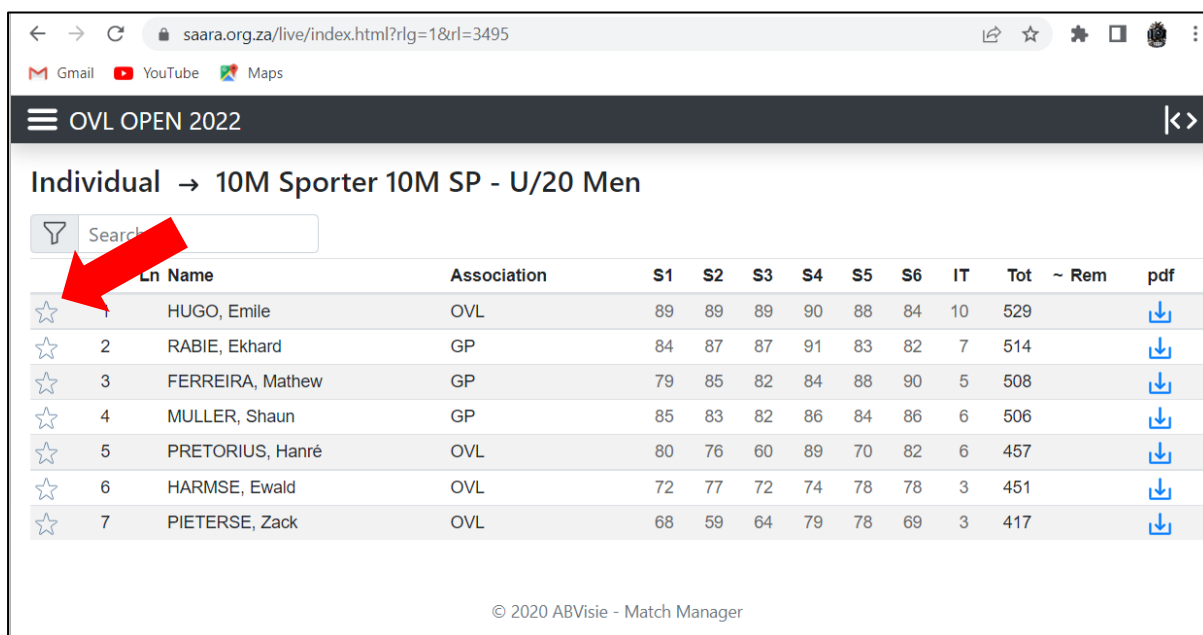 saara.org.za/live/index.html?rlg=1&rl=3495
Gmail YouTube Maps
OVL OPEN 2022
Individual → 10M Sporter 10M SP - U/20 Men
Search
Ln Name Association S1 S2 S3 S4 S5 S6 IT Tot ~ Rem pdf
1 HUGO, Emile OVL 89 89 89 90 88 84 10 529
2 RABIE, Ekhard GP 84 87 87 91 83 82 7 514
3 FERREIRA, Mathew GP 79 85 82 84 88 90 5 508
4 MULLER, Shaun GP 85 83 82 86 84 86 6 506
5 PRETORIUS, Hanré OVL 80 76 60 89 70 82 6 457
6 HARMSE, Ewald OVL 72 77 72 74 78 78 3 451
7 PIETERSE, Zack OVL 68 59 64 79 78 69 3 417
© 2020 ABVisie - Match Manager